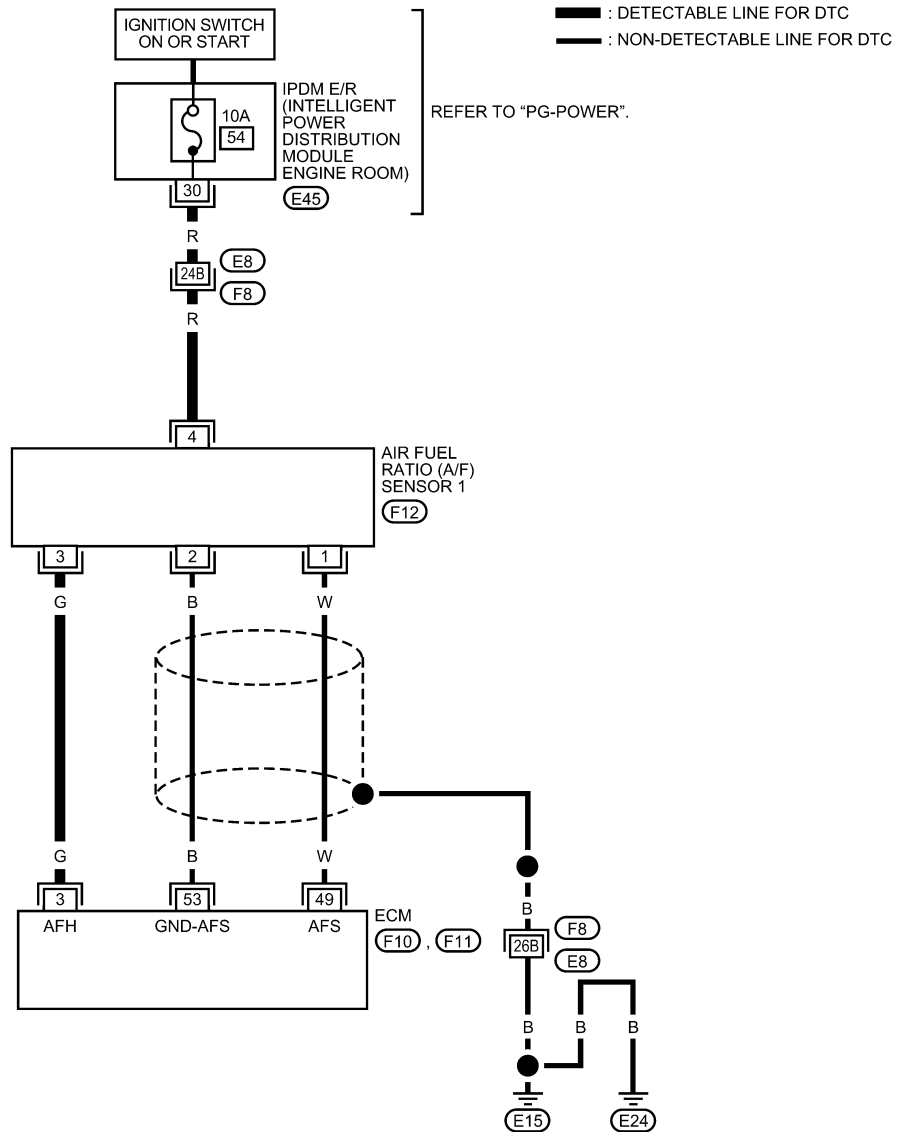 IGNITION SWITCH
ON OR START
: DETECTABLE LINE FOR DTC
: NON-DETECTABLE LINE FOR DTC
IPDM E/R
(INTELLIGENT
POWER
DISTRIBUTION
MODULE
ENGINE ROOM)
E45
10A
54
REFER TO “PG-POWER”.
30
R
24B
E8
F8
R
4
AIR FUEL
RATIO (A/F)
SENSOR 1
F12
3
2
1
G
B
W
G
B
W
3
53
49
AFH
GND-AFS
AFS
ECM
F10 , F11
B
26B
F8
E8
B
B
B
E15
E24